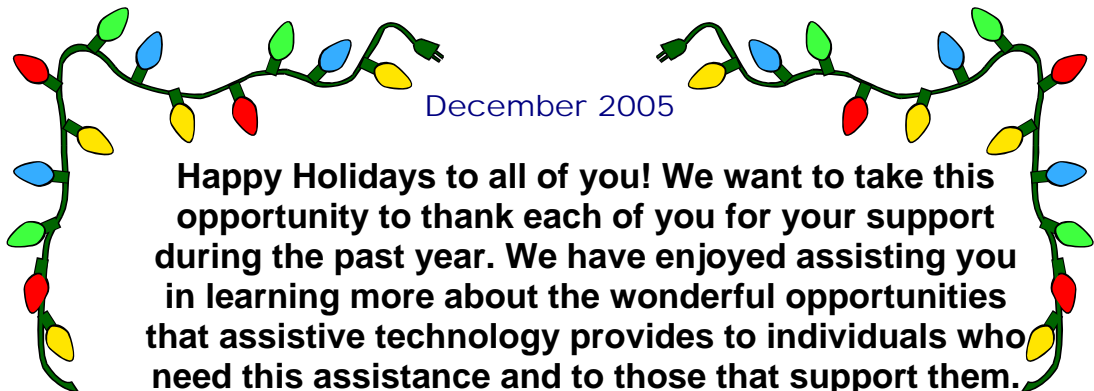 December 2005
Happy Holidays to all of you! We want to take this
opportunity to thank each of you for your support
during the past year. We have enjoyed assisting you
in learning more about the wonderful opportunities
that assistive technology provides to individuals who
need this assistance and to those that support them.